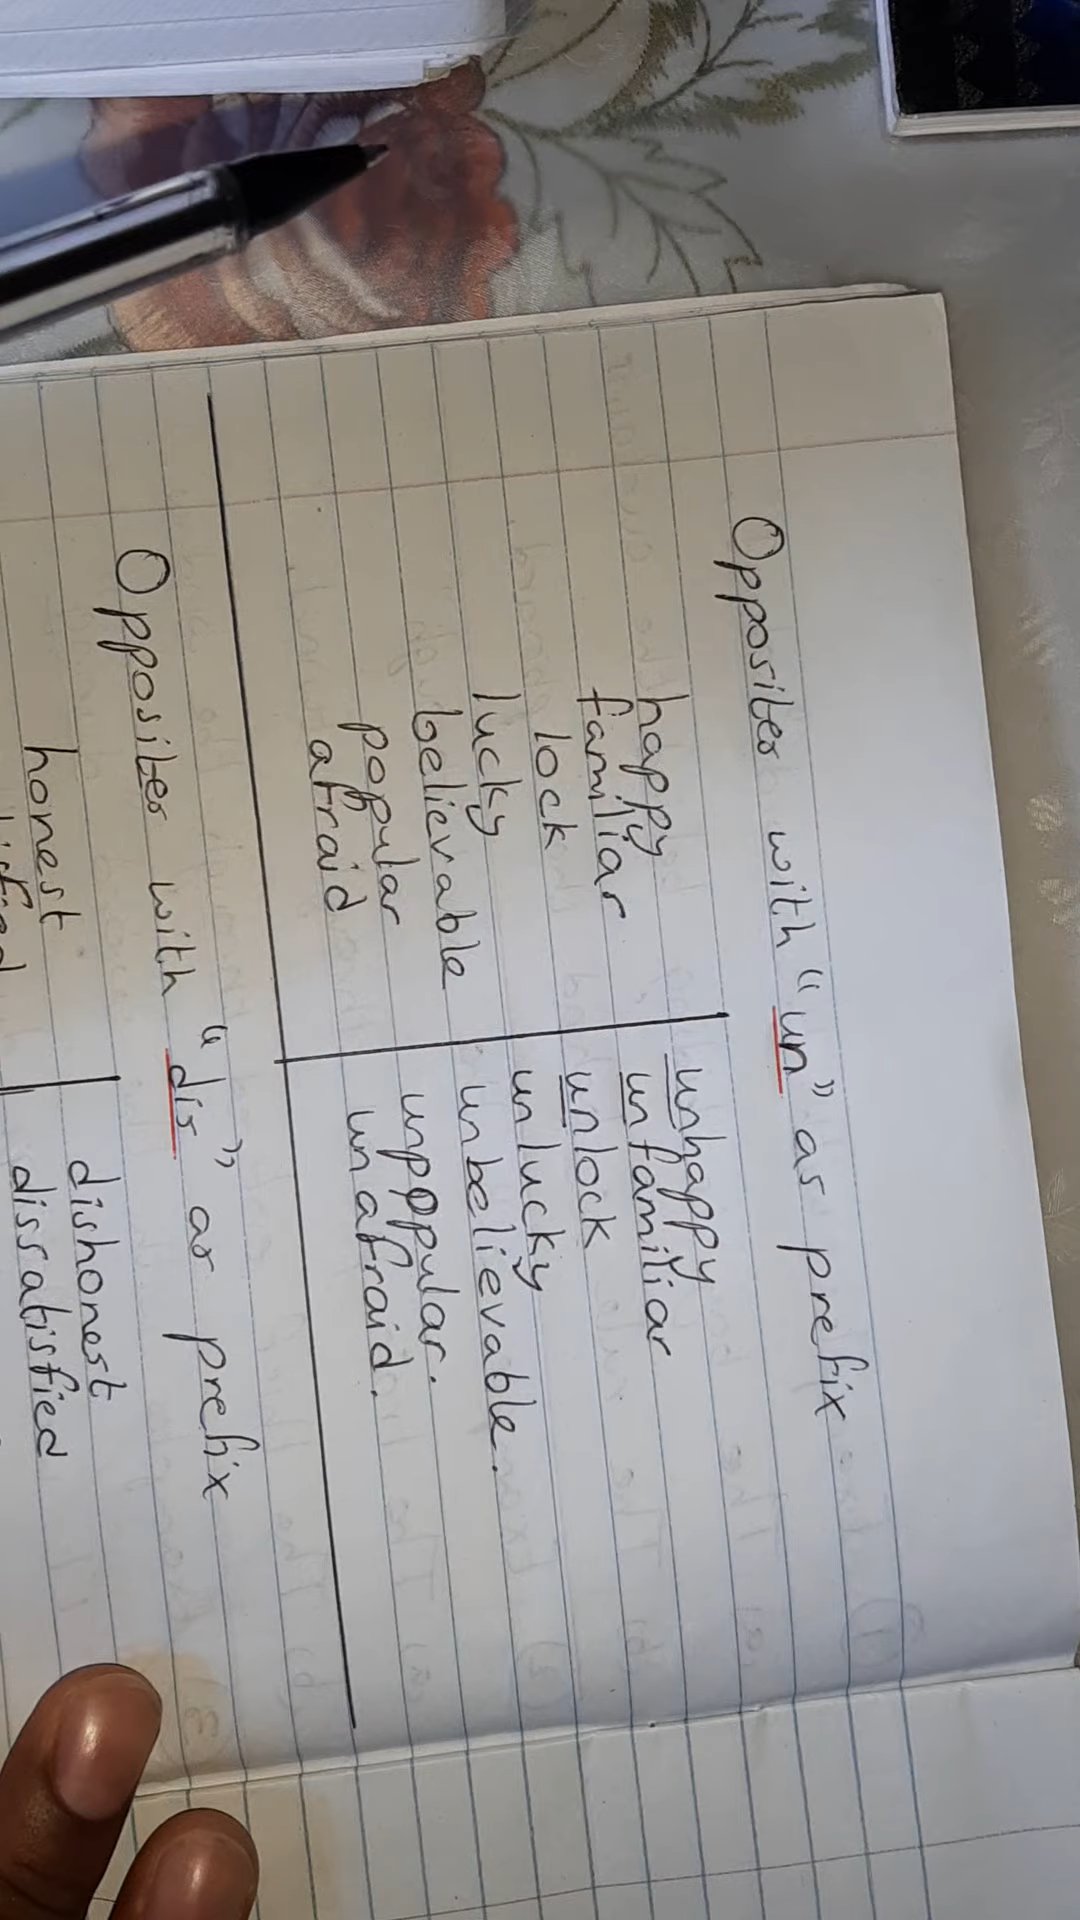 Opposites with "un" as prefix
happy unhappy
familiar unfamiliar
lock unlock
lucky unlucky
believable unbelievable.
popular unpopular.
afraid unafraid.
Opposites with "dis" as prefix
honest dishonest
dissatisfied